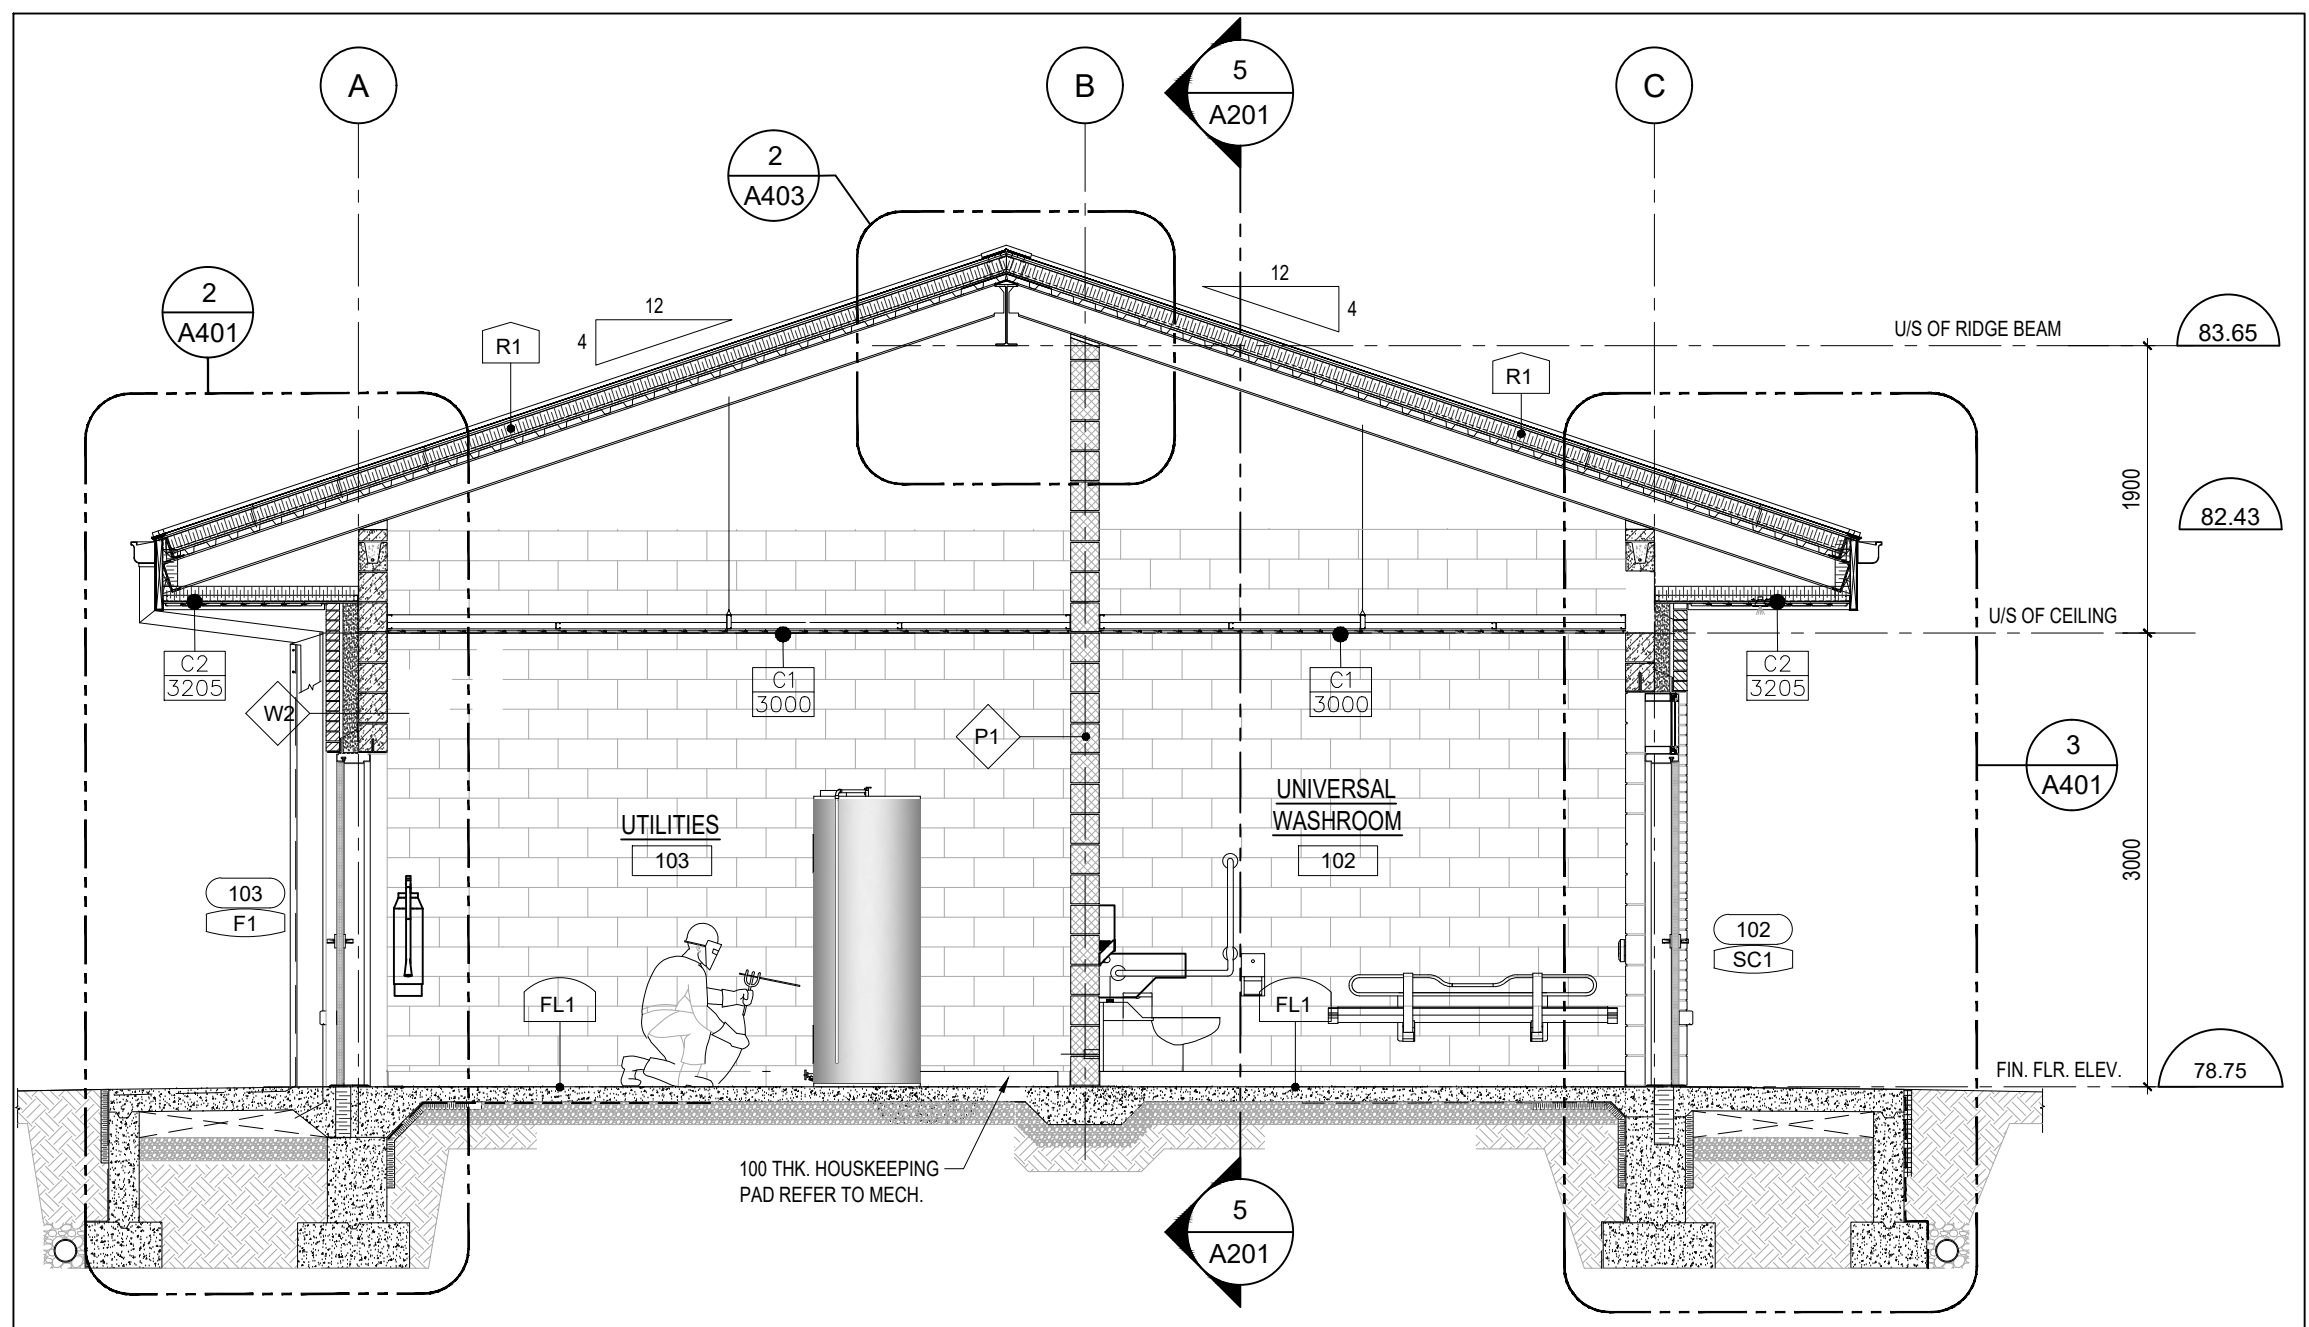 A
B
C
5
A201
2
A403
2
A401
12
4
12
4
R1
R1
U/S OF RIDGE BEAM
83.65
1900
82.43
U/S OF CEILING
C2
3205
C1
3000
C1
3000
C2
3205
W2
P1
3
A401
UTILITIES
103
UNIVERSAL
WASHROOM
102
3000
103
F1
102
SC1
FL1
FL1
FIN. FLR. ELEV.
78.75
100 THK. HOUSKEEPING
PAD REFER TO MECH.
5
A201